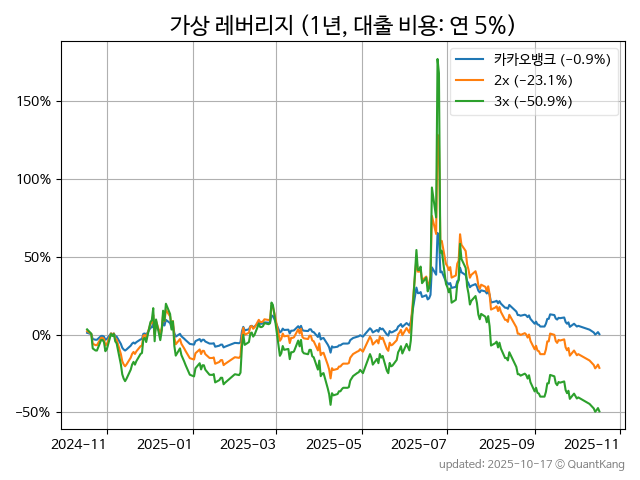 가상 레버리지 (1년, 대출 비용: 연 5%)
카카오뱅크 (−0.9%)
2x (−23.1%)
3x (−50.9%)
150%
100%
50%
0%
−50%
2024-11
2025-01
2025-03
2025-05
2025-07
2025-09
2025-11
updated: 2025-10-17 © QuantKang